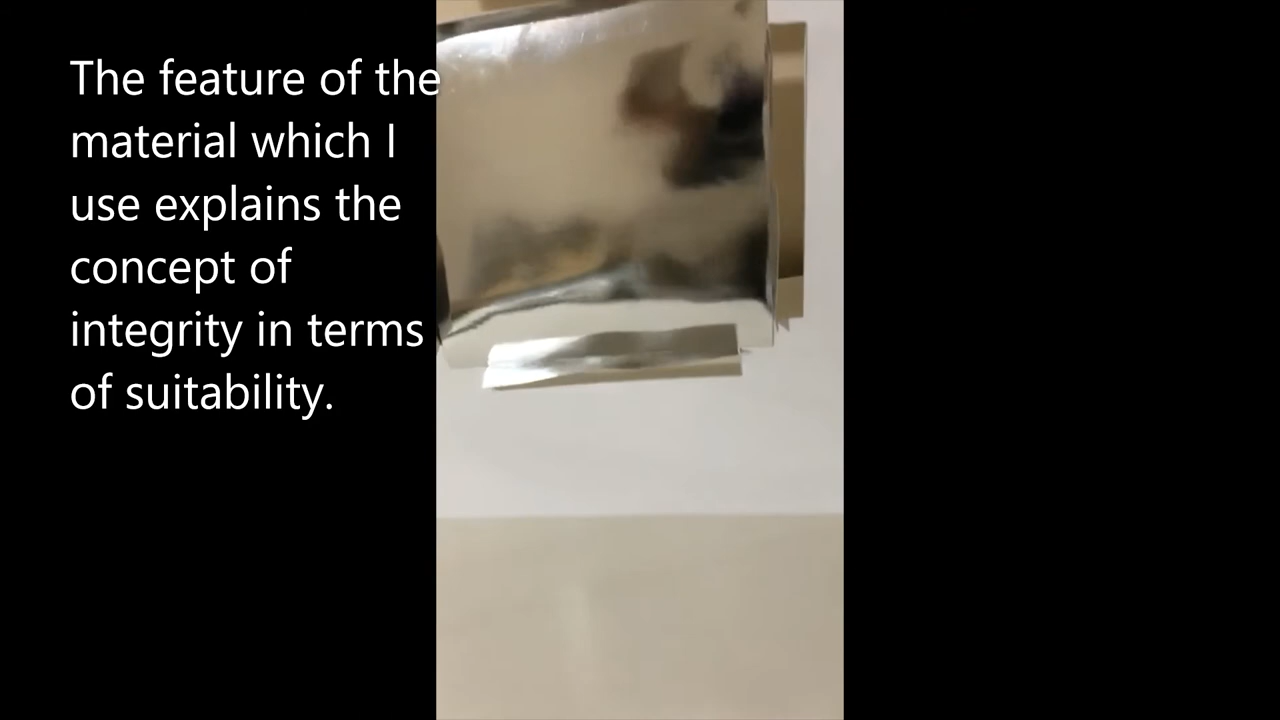 The feature of the
material which I
use explains the
concept of
integrity in terms
of suitability.